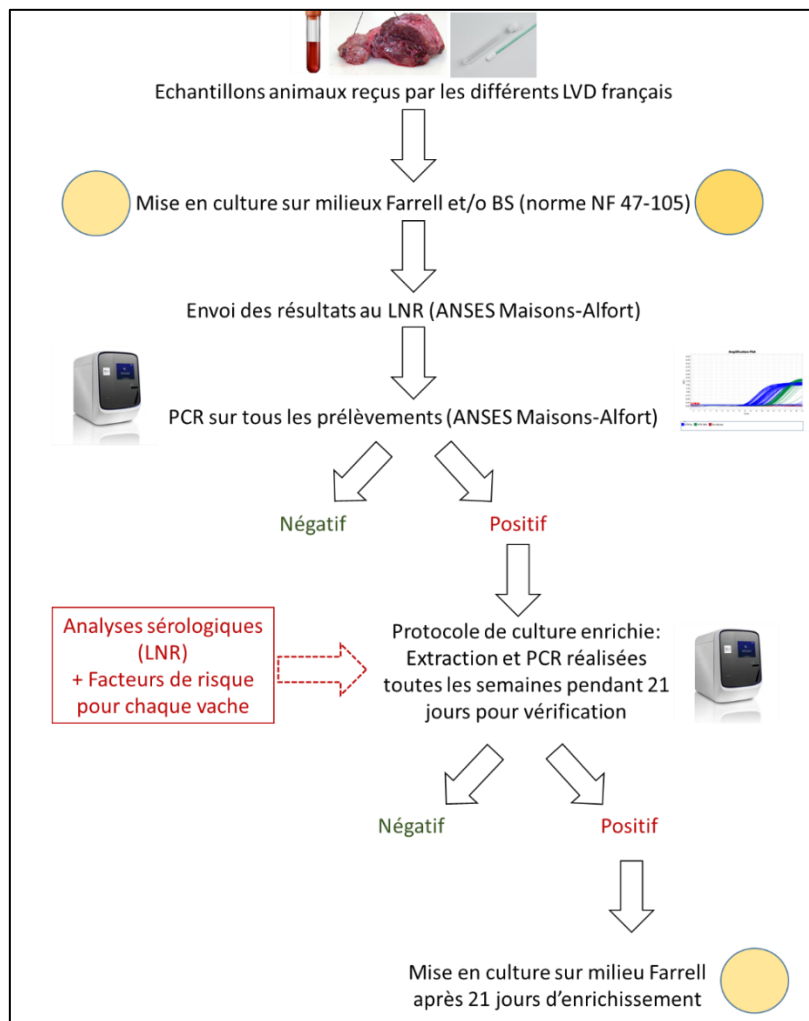 Echantillons animaux reçus par les différents LVD français
Mise en culture sur milieux Farrell et/o BS (norme NF 47-105)
Envoi des résultats au LNR (ANSES Maisons-Alfort)
PCR sur tous les prélèvements (ANSES Maisons-Alfort)
Négatif
Positif
Analyses sérologiques
(LNR)
+ Facteurs de risque
pour chaque vache
Protocole de culture enrichie:
Extraction et PCR réalisées
toutes les semaines pendant 21
jours pour vérification
Négatif
Positif
Mise en culture sur milieu Farrell
après 21 jours d'enrichissement